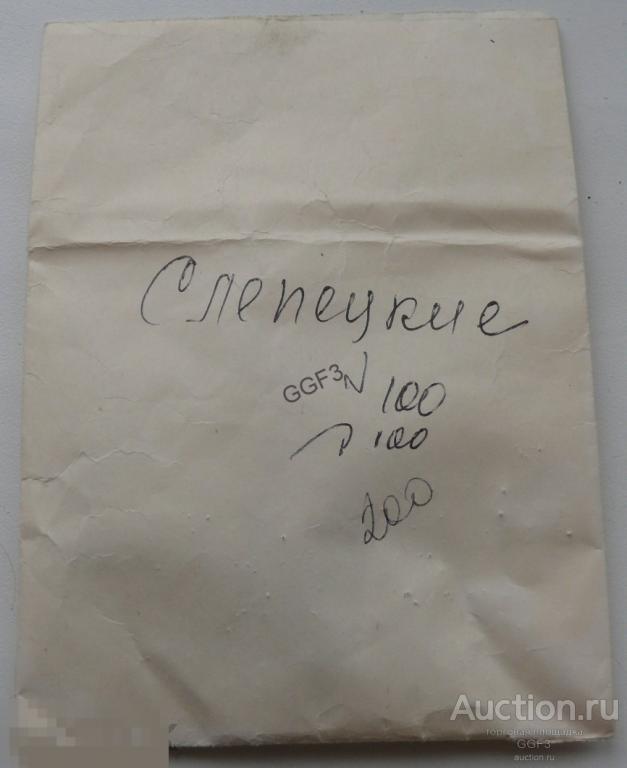 Слепецкие
GGF3
N 100
Р 100
200
Auction.ru
торговая площадка
GGF3
auction.ru